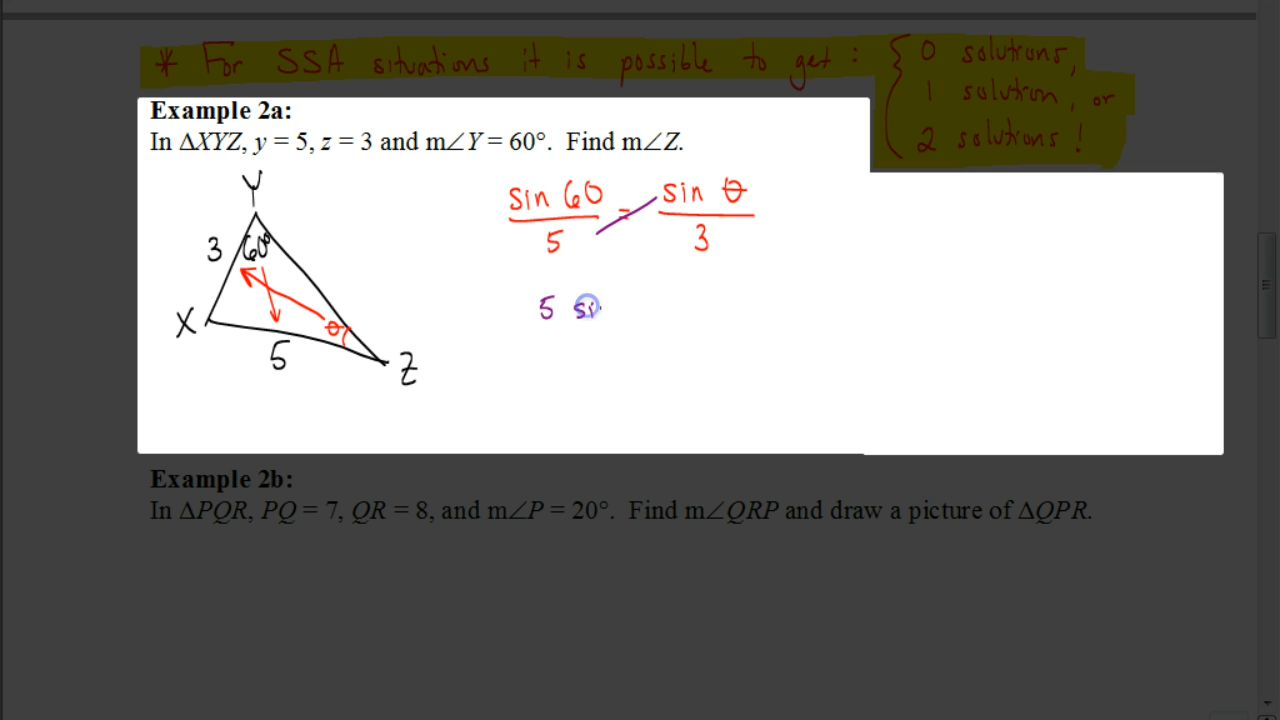 * For SSA situations it is possible to get : { 0 solutions,
1 solution, or
2 solutions !
Example 2a:
In ΔXYZ, y = 5, z = 3 and m∠Y = 60°. Find m∠Z.
Y
3 60°
X
5
θ
Z
sin 60 / 5 = sin θ / 3
5 si
Example 2b:
In ΔPQR, PQ = 7, QR = 8, and m∠P = 20°. Find m∠QRP and draw a picture of ΔQPR.